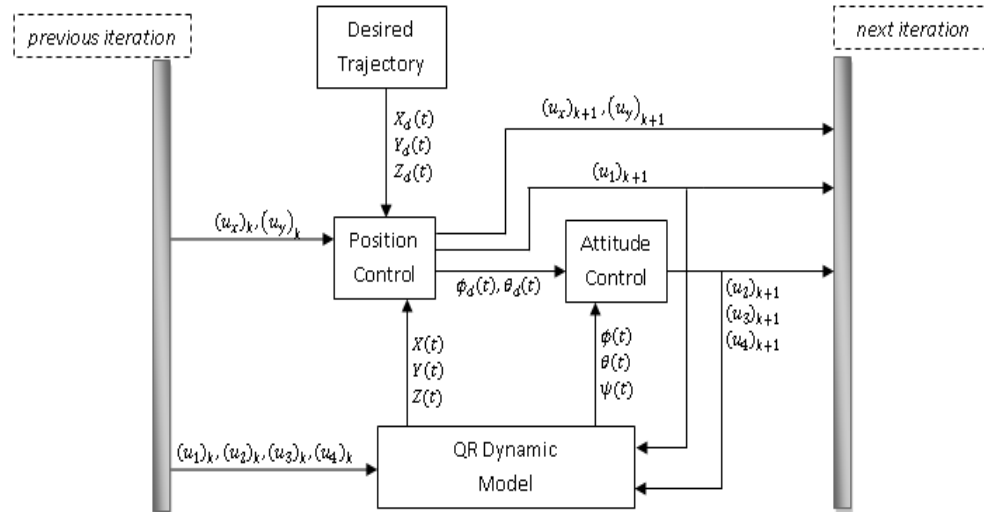 previous iteration
Desired
Trajectory
next iteration
X_d(t)
Y_d(t)
Z_d(t)
(u_x)_{k+1}, (u_y)_{k+1}
(u_1)_{k+1}
(u_x)_k, (u_y)_k
Position
Control
Attitude
Control
ϕ_d(t), θ_d(t)
(u_2)_{k+1}
(u_3)_{k+1}
(u_4)_{k+1}
X(t)
Y(t)
Z(t)
ϕ(t)
θ(t)
ψ(t)
(u_1)_k, (u_2)_k, (u_3)_k, (u_4)_k
QR Dynamic
Model